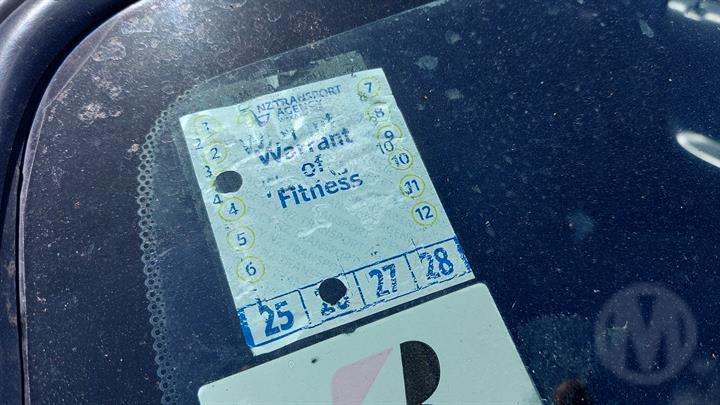 NZ TRANSPORT
AGENCY
Warrant
of
Fitness
1
2
4
5
6
7
8
9
10
11
12
25
27
28
M